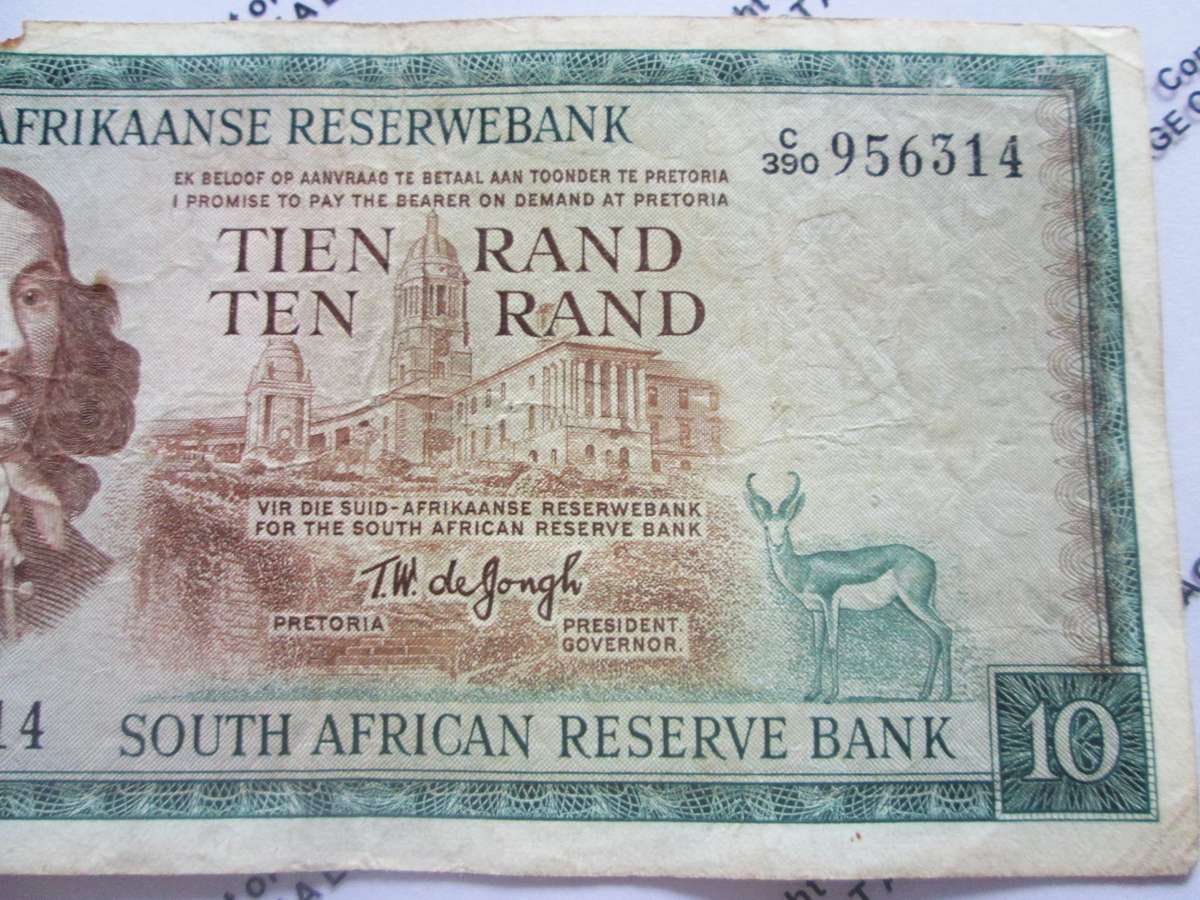 AFRIKAANSE RESERWEBANK
C
390 956314
EK BELOOF OP AANVRAAG TE BETAAL AAN TOONDER TE PRETORIA
I PROMISE TO PAY THE BEARER ON DEMAND AT PRETORIA
TIEN RAND
TEN RAND
VIR DIE SUID-AFRIKAANSE RESERWEBANK
FOR THE SOUTH AFRICAN RESERVE BANK
T.W. de Jongh
PRETORIA
PRESIDENT.
GOVERNOR.
14
SOUTH AFRICAN RESERVE BANK
10